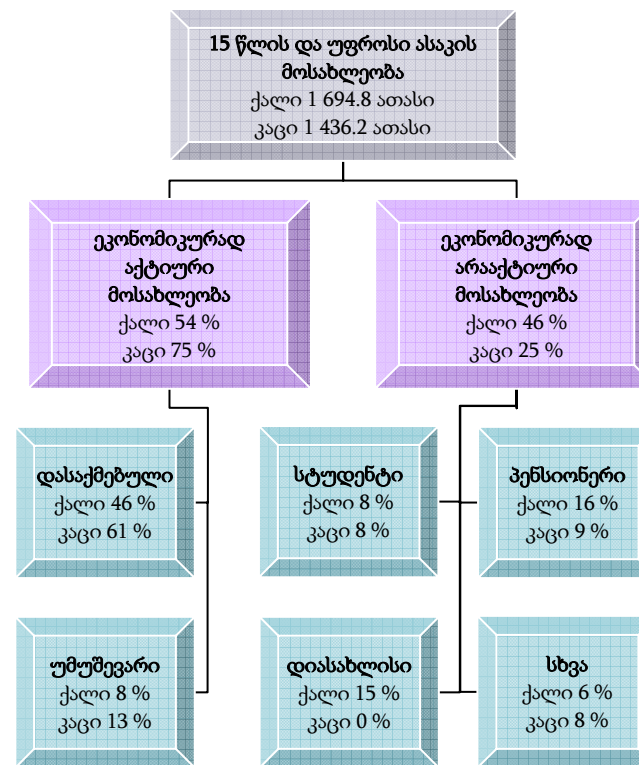 15 წლის და უფროსი ასაკის
მოსახლეობა
ქალი 1 694.8 ათასი
კაცი 1 436.2 ათასი
ეკონომიკურად
აქტიური
მოსახლეობა
ქალი 54 %
კაცი 75 %
ეკონომიკურად
არააქტიური
მოსახლეობა
ქალი 46 %
კაცი 25 %
დასაქმებული
ქალი 46 %
კაცი 61 %
სტუდენტი
ქალი 8 %
კაცი 8 %
პენსიონერი
ქალი 16 %
კაცი 9 %
უმუშევარი
ქალი 8 %
კაცი 13 %
დიასახლისი
ქალი 15 %
კაცი 0 %
სხვა
ქალი 6 %
კაცი 8 %